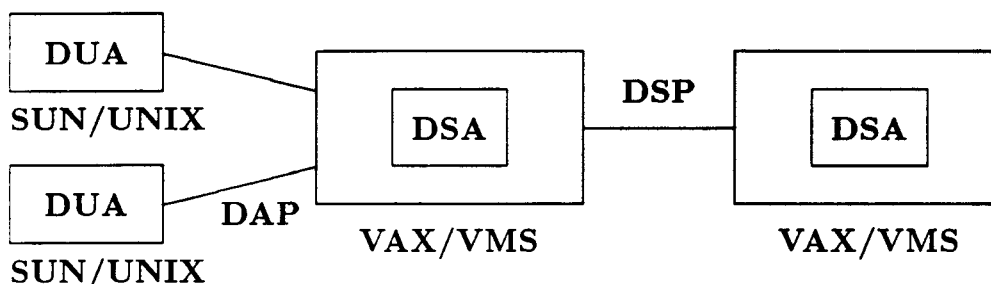 DUA
SUN/UNIX
DUA
SUN/UNIX
DAP
DSA
VAX/VMS
DSP
DSA
VAX/VMS